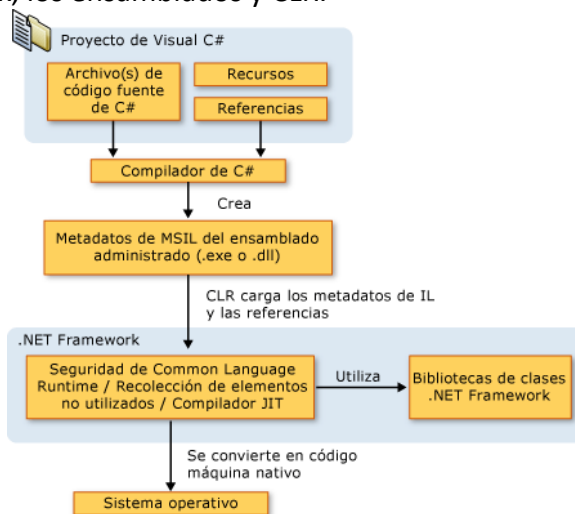 los ensamblados y CLR.
Proyecto de Visual C#
Archivo(s) de
código fuente
de C#
Recursos
Referencias
Compilador de C#
Crea
Metadatos de MSIL del ensamblado
administrado (.exe o .dll)
CLR carga los metadatos de IL
y las referencias
.NET Framework
Seguridad de Common Language
Runtime / Recolección de elementos
no utilizados / Compilador JIT
Utiliza
Bibliotecas de clases
.NET Framework
Se convierte en código
máquina nativo
Sistema operativo